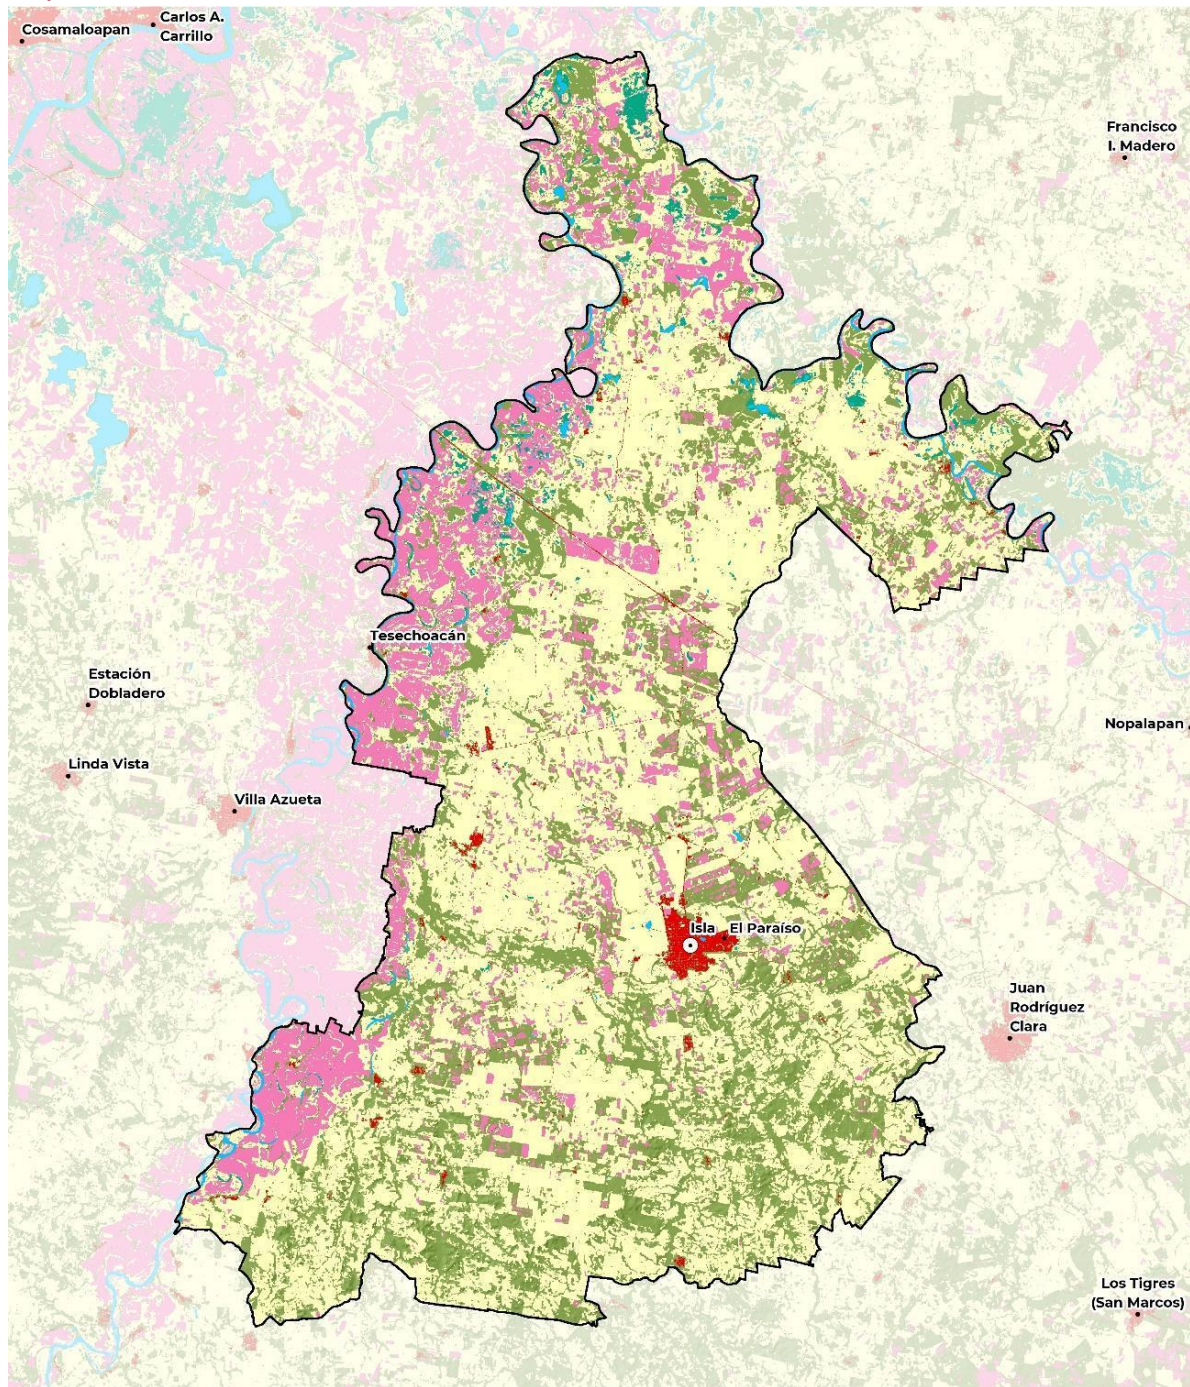 Cosamaloapan
Carlos A.
Carrillo
Francisco
I. Madero
Tesechoacán
Estación
Dobladero
Nopalapan
Linda Vista
Villa Azueta
Isla
El Paraíso
Juan
Rodríguez
Clara
Los Tigres
(San Marcos)